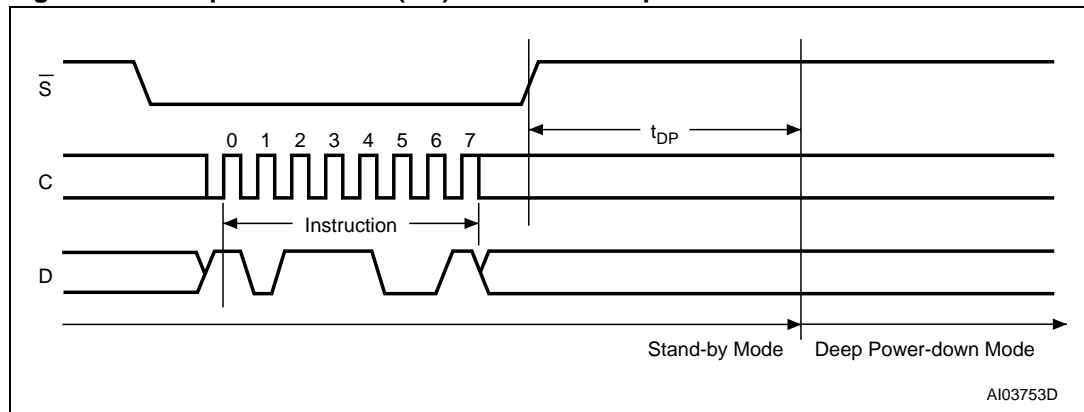 S̅
0 1 2 3 4 5 6 7
tDP
C
Instruction
D
Stand-by Mode Deep Power-down Mode
AI03753D